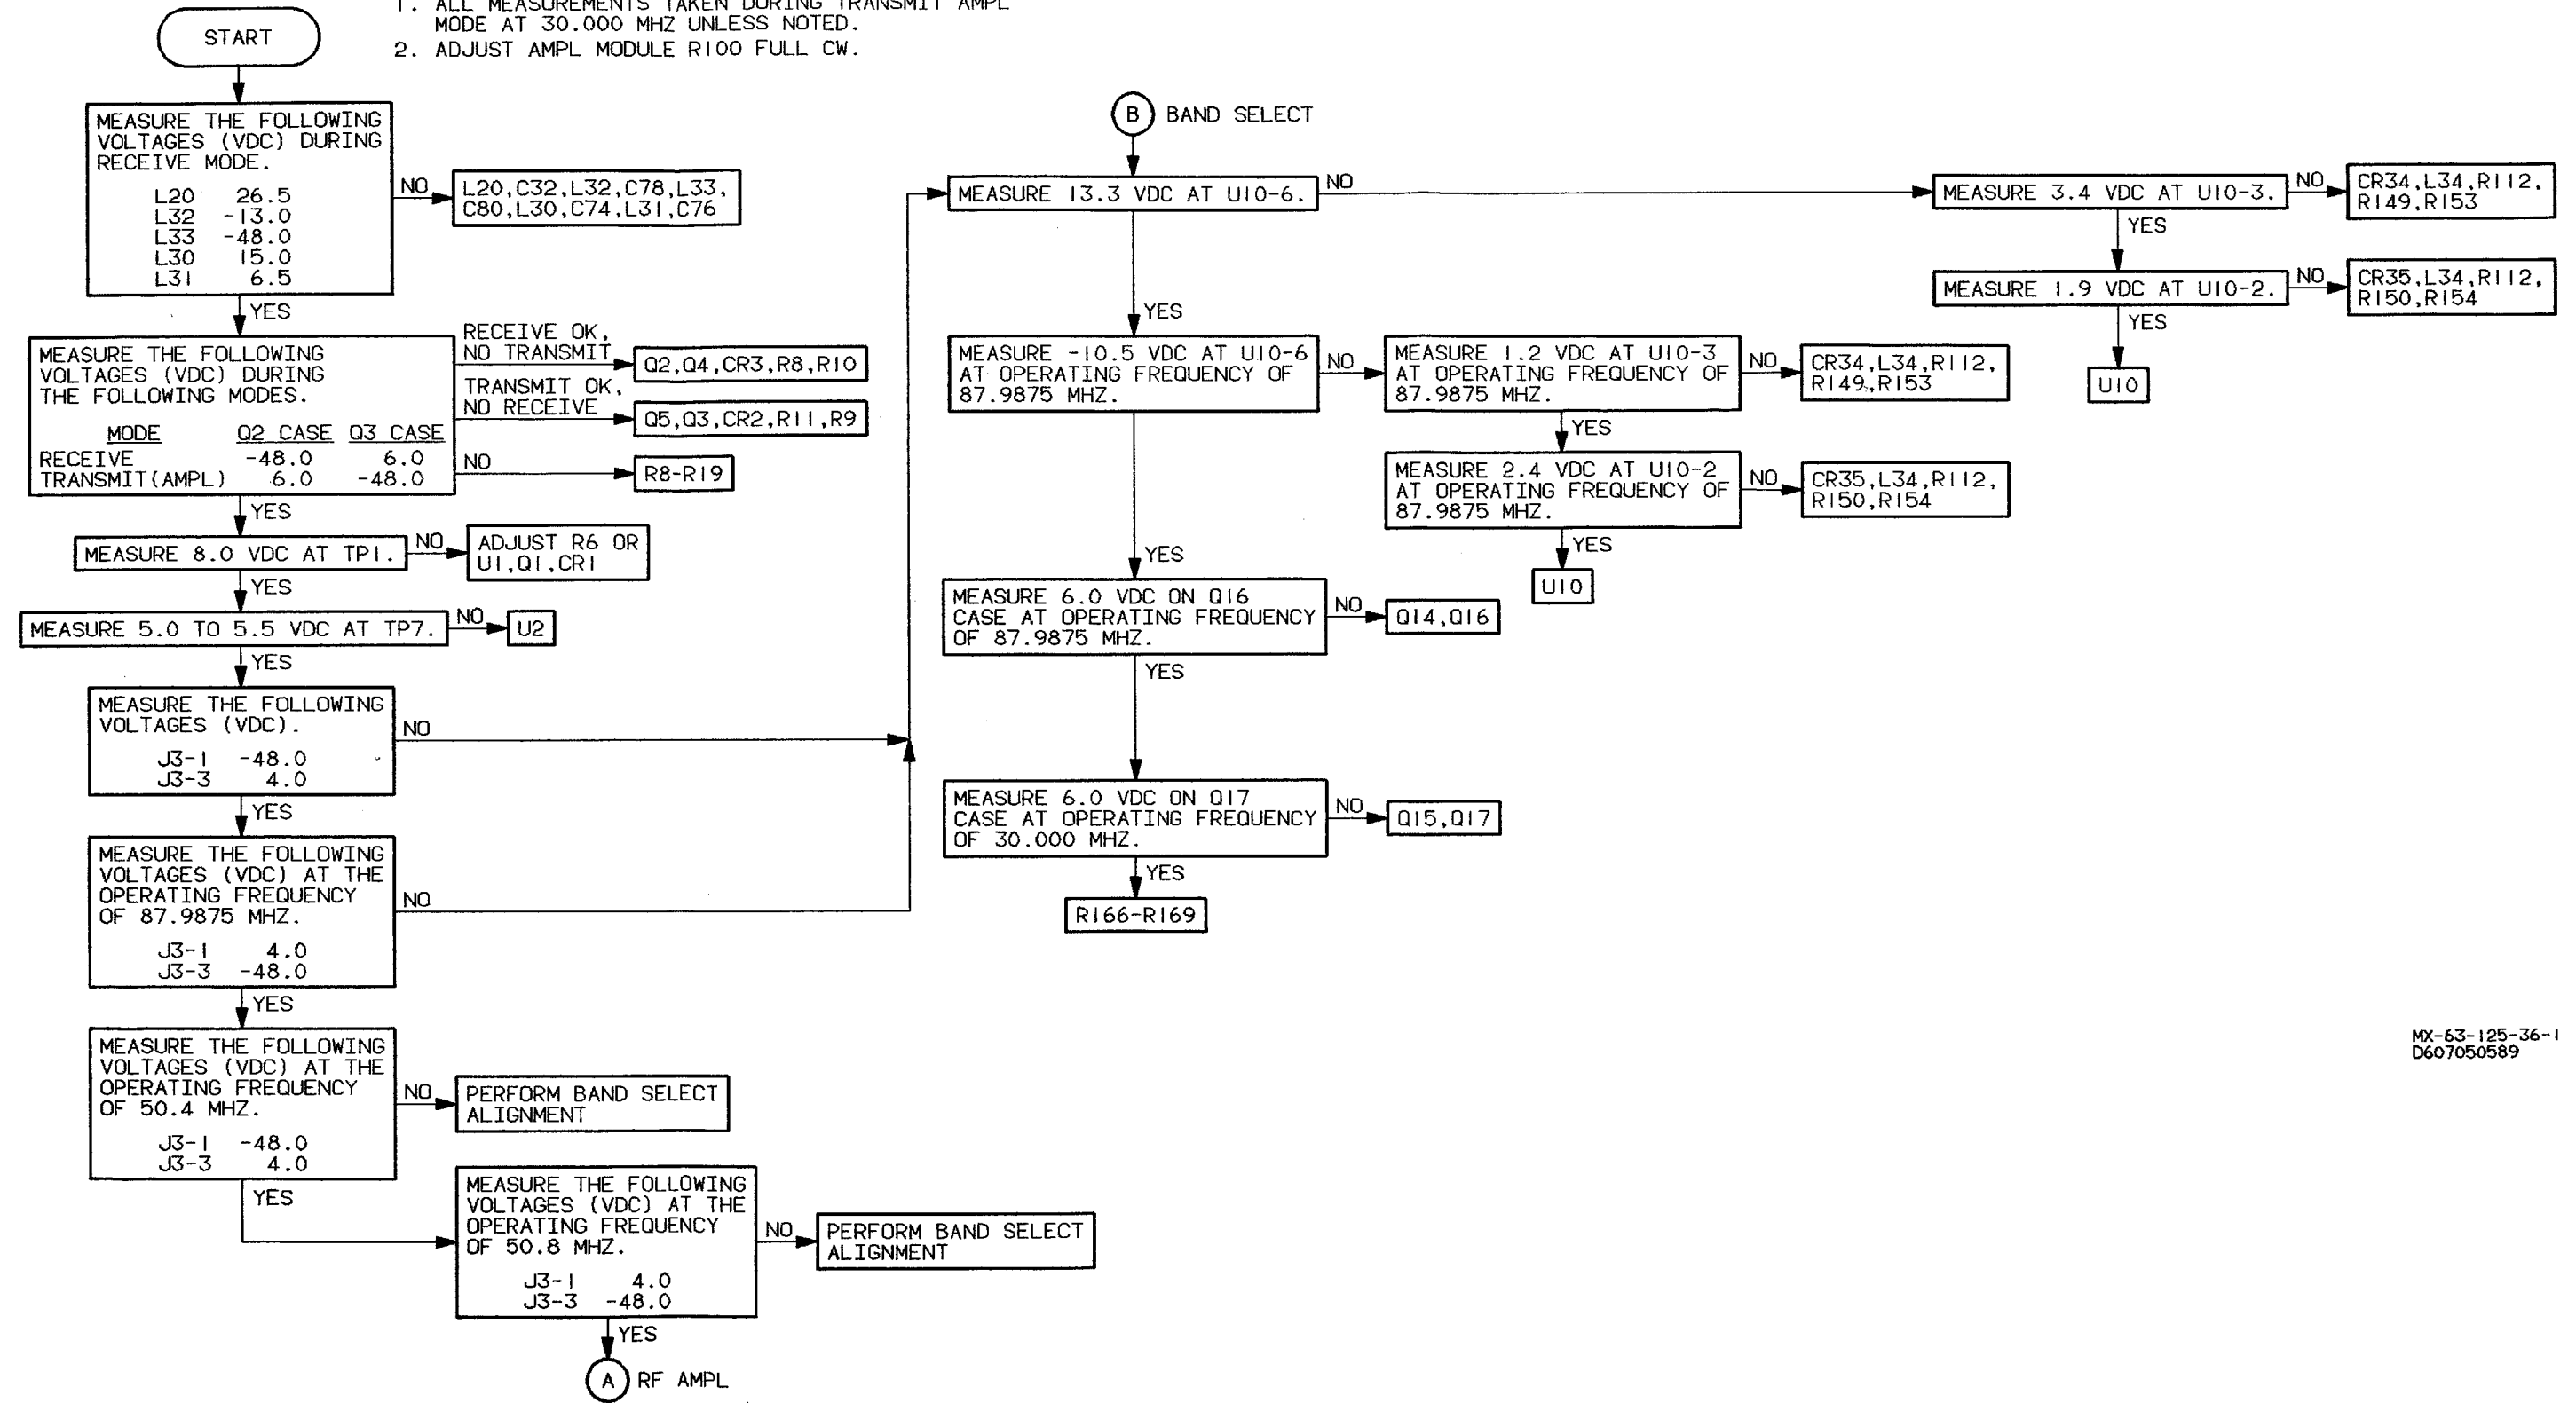 1. ALL MEASUREMENTS TAKEN DURING TRANSMIT AMPL
MODE AT 30.000 MHZ UNLESS NOTED.
2. ADJUST AMPL MODULE R100 FULL CW.
START
MEASURE THE FOLLOWING
VOLTAGES (VDC) DURING
RECEIVE MODE.
L20 26.5
L32 -13.0
L33 -48.0
L30 15.0
L31 6.5
NO
L20,C32,L32,C78,L33,
C80,L30,C74,L31,C76
YES
MEASURE THE FOLLOWING
VOLTAGES (VDC) DURING
THE FOLLOWING MODES.
MODE Q2 CASE Q3 CASE
RECEIVE -48.0 6.0
TRANSMIT(AMPL) 6.0 -48.0
RECEIVE OK,
NO TRANSMIT
Q2,Q4,CR3,R8,R10
TRANSMIT OK,
NO RECEIVE
Q5,Q3,CR2,R11,R9
NO
R8-R19
YES
MEASURE 8.0 VDC AT TP1.
NO
ADJUST R6 OR
U1,Q1,CR1
YES
MEASURE 5.0 TO 5.5 VDC AT TP7.
NO
U2
YES
MEASURE THE FOLLOWING
VOLTAGES (VDC).
J3-1 -48.0
J3-3 4.0
NO
YES
MEASURE THE FOLLOWING
VOLTAGES (VDC) AT THE
OPERATING FREQUENCY
OF 87.9875 MHZ.
J3-1 4.0
J3-3 -48.0
NO
YES
MEASURE THE FOLLOWING
VOLTAGES (VDC) AT THE
OPERATING FREQUENCY
OF 50.4 MHZ.
J3-1 -48.0
J3-3 4.0
NO
PERFORM BAND SELECT
ALIGNMENT
YES
MEASURE THE FOLLOWING
VOLTAGES (VDC) AT THE
OPERATING FREQUENCY
OF 50.8 MHZ.
J3-1 4.0
J3-3 -48.0
NO
PERFORM BAND SELECT
ALIGNMENT
YES
A RF AMPL
B BAND SELECT
MEASURE 13.3 VDC AT U10-6.
NO
MEASURE 3.4 VDC AT U10-3.
NO
CR34,L34,R112,
R149,R153
YES
MEASURE 1.9 VDC AT U10-2.
NO
CR35,L34,R112,
R150,R154
YES
U10
YES
MEASURE -10.5 VDC AT U10-6
AT OPERATING FREQUENCY OF
87.9875 MHZ.
NO
MEASURE 1.2 VDC AT U10-3
AT OPERATING FREQUENCY OF
87.9875 MHZ.
NO
CR34,L34,R112,
R149,R153
YES
MEASURE 2.4 VDC AT U10-2
AT OPERATING FREQUENCY OF
87.9875 MHZ.
NO
CR35,L34,R112,
R150,R154
YES
U10
YES
MEASURE 6.0 VDC ON Q16
CASE AT OPERATING FREQUENCY
OF 87.9875 MHZ.
NO
Q14,Q16
YES
MEASURE 6.0 VDC ON Q17
CASE AT OPERATING FREQUENCY
OF 30.000 MHZ.
NO
Q15,Q17
YES
R166-R169
MX-63-125-36-1
D607050589